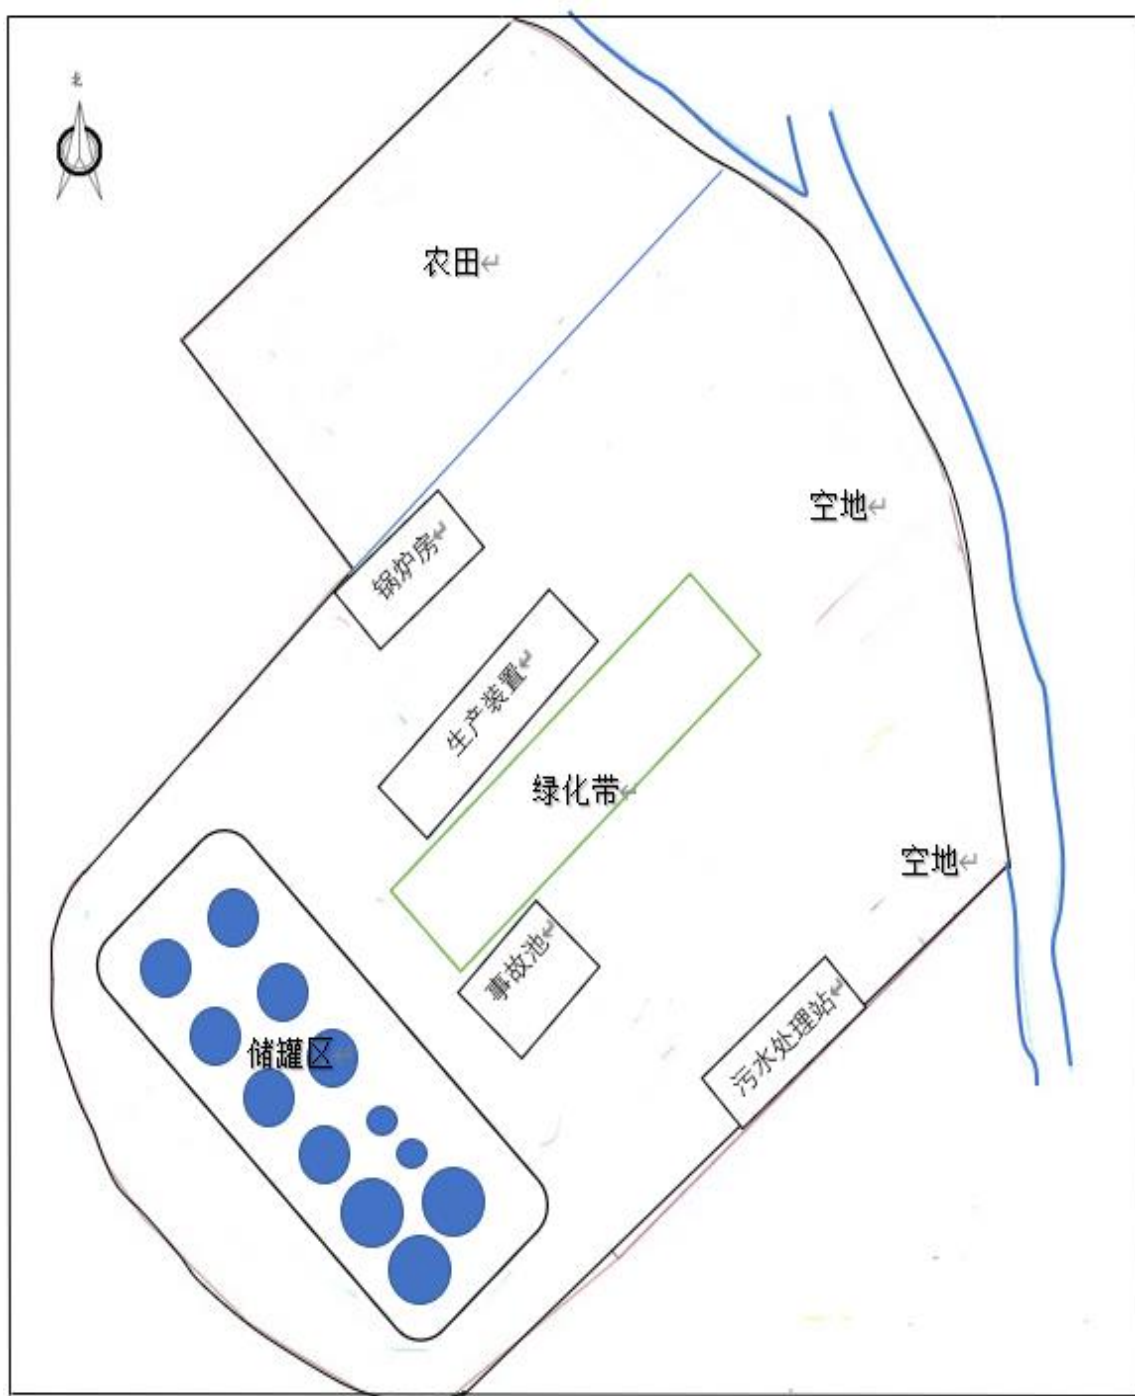 北
农田
空地
锅炉房
生产装置
绿化带
空地
事故池
污水处理站
储罐区